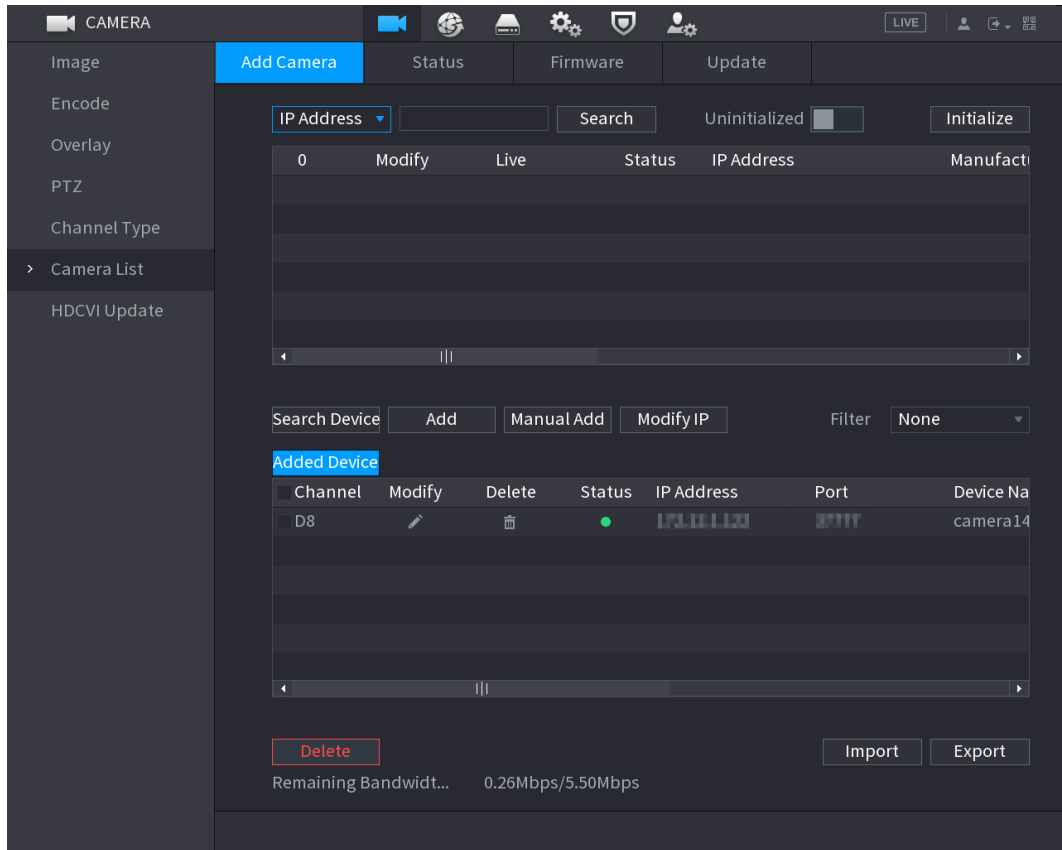 CAMERA LIVE
Image
Encode
Overlay
PTZ
Channel Type
Camera List
HDCVI Update
Add Camera Status Firmware Update
IP Address Search Uninitialized Initialize
0 Modify Live Status IP Address Manufactu
Search Device Add Manual Add Modify IP Filter None
Added Device
Channel Modify Delete Status IP Address Port Device Na
D8 camera14
Delete Import Export
Remaining Bandwidt... 0.26Mbps/5.50Mbps